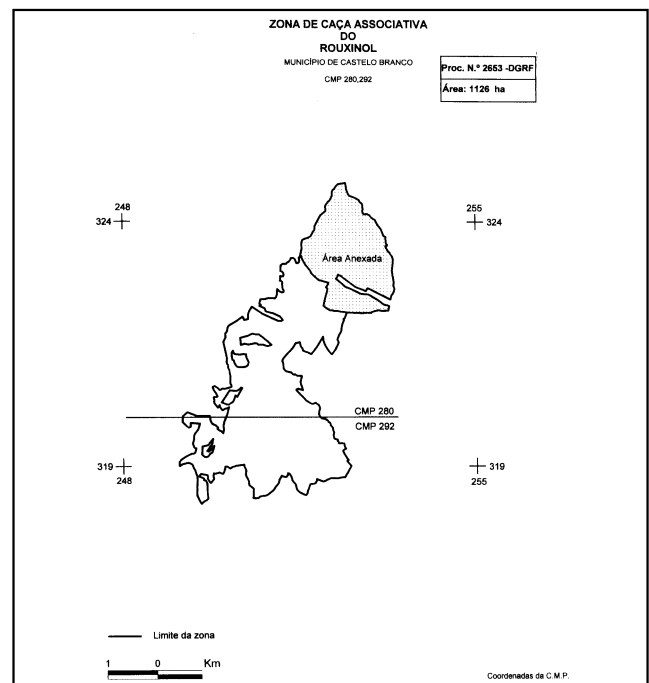 ZONA DE CAÇA ASSOCIATIVA
DO
ROUXINOL
MUNICÍPIO DE CASTELO BRANCO
CMP 280,292
Proc. N.º 2653 -DGRF
Área: 1126 ha
248
324
255
324
Área Anexada
CMP 280
CMP 292
319
248
319
255
Limite da zona
1 0 Km
Coordenadas da C.M.P.